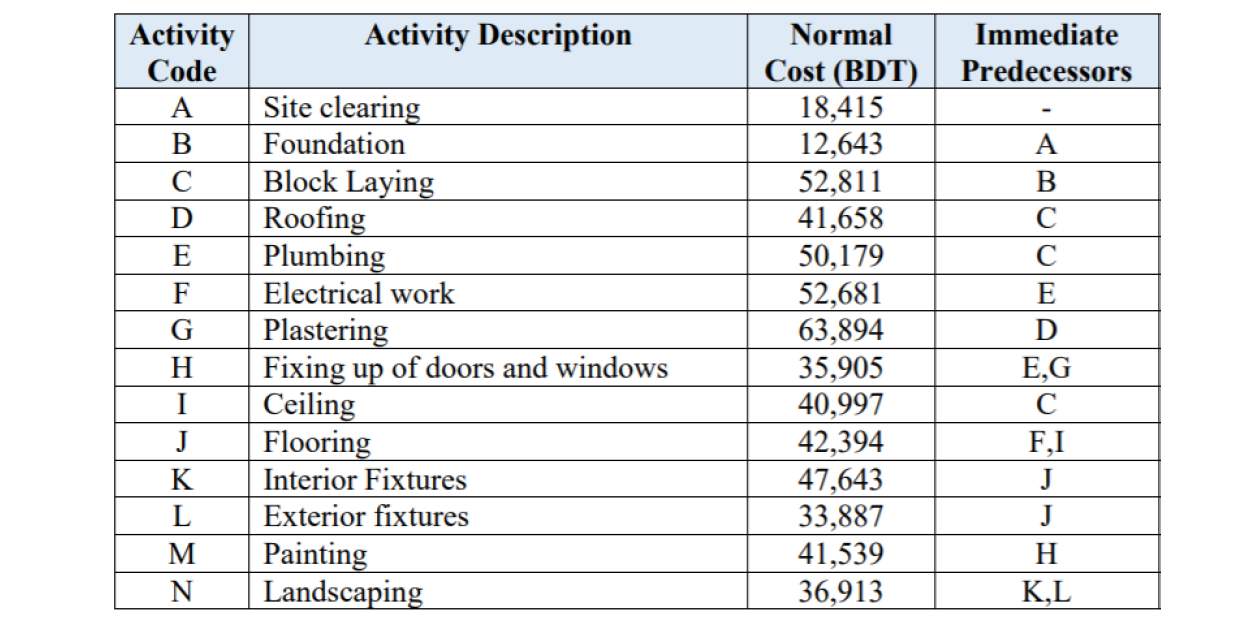 Activity Code Activity Description Normal Cost (BDT) Immediate Predecessors
A Site clearing 18,415 -
B Foundation 12,643 A
C Block Laying 52,811 B
D Roofing 41,658 C
E Plumbing 50,179 C
F Electrical work 52,681 E
G Plastering 63,894 D
H Fixing up of doors and windows 35,905 E,G
I Ceiling 40,997 C
J Flooring 42,394 F,I
K Interior Fixtures 47,643 J
L Exterior fixtures 33,887 J
M Painting 41,539 H
N Landscaping 36,913 K,L